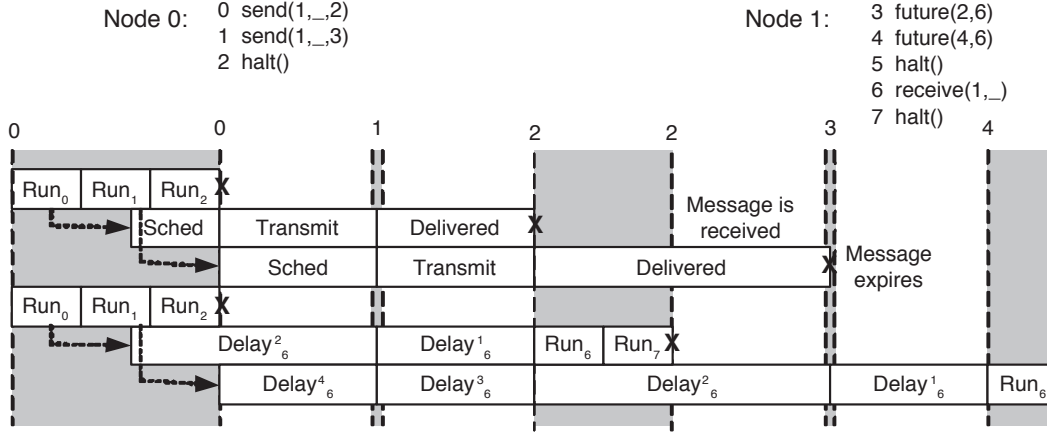 Node 0:
0 send(1,_,2)
1 send(1,_,3)
2 halt()
Node 1:
3 future(2,6)
4 future(4,6)
5 halt()
6 receive(1,_)
7 halt()
0 0 1 2 2 3 4
Run₀ Run₁ Run₂ X
Sched Transmit Delivered X
Message is
received
Sched Transmit Delivered X
Message
expires
Run₀ Run₁ Run₂ X
Delay²₆ Delay¹₆ Run₆ Run₇ X
Delay⁴₆ Delay³₆ Delay²₆ Delay¹₆ Run₆